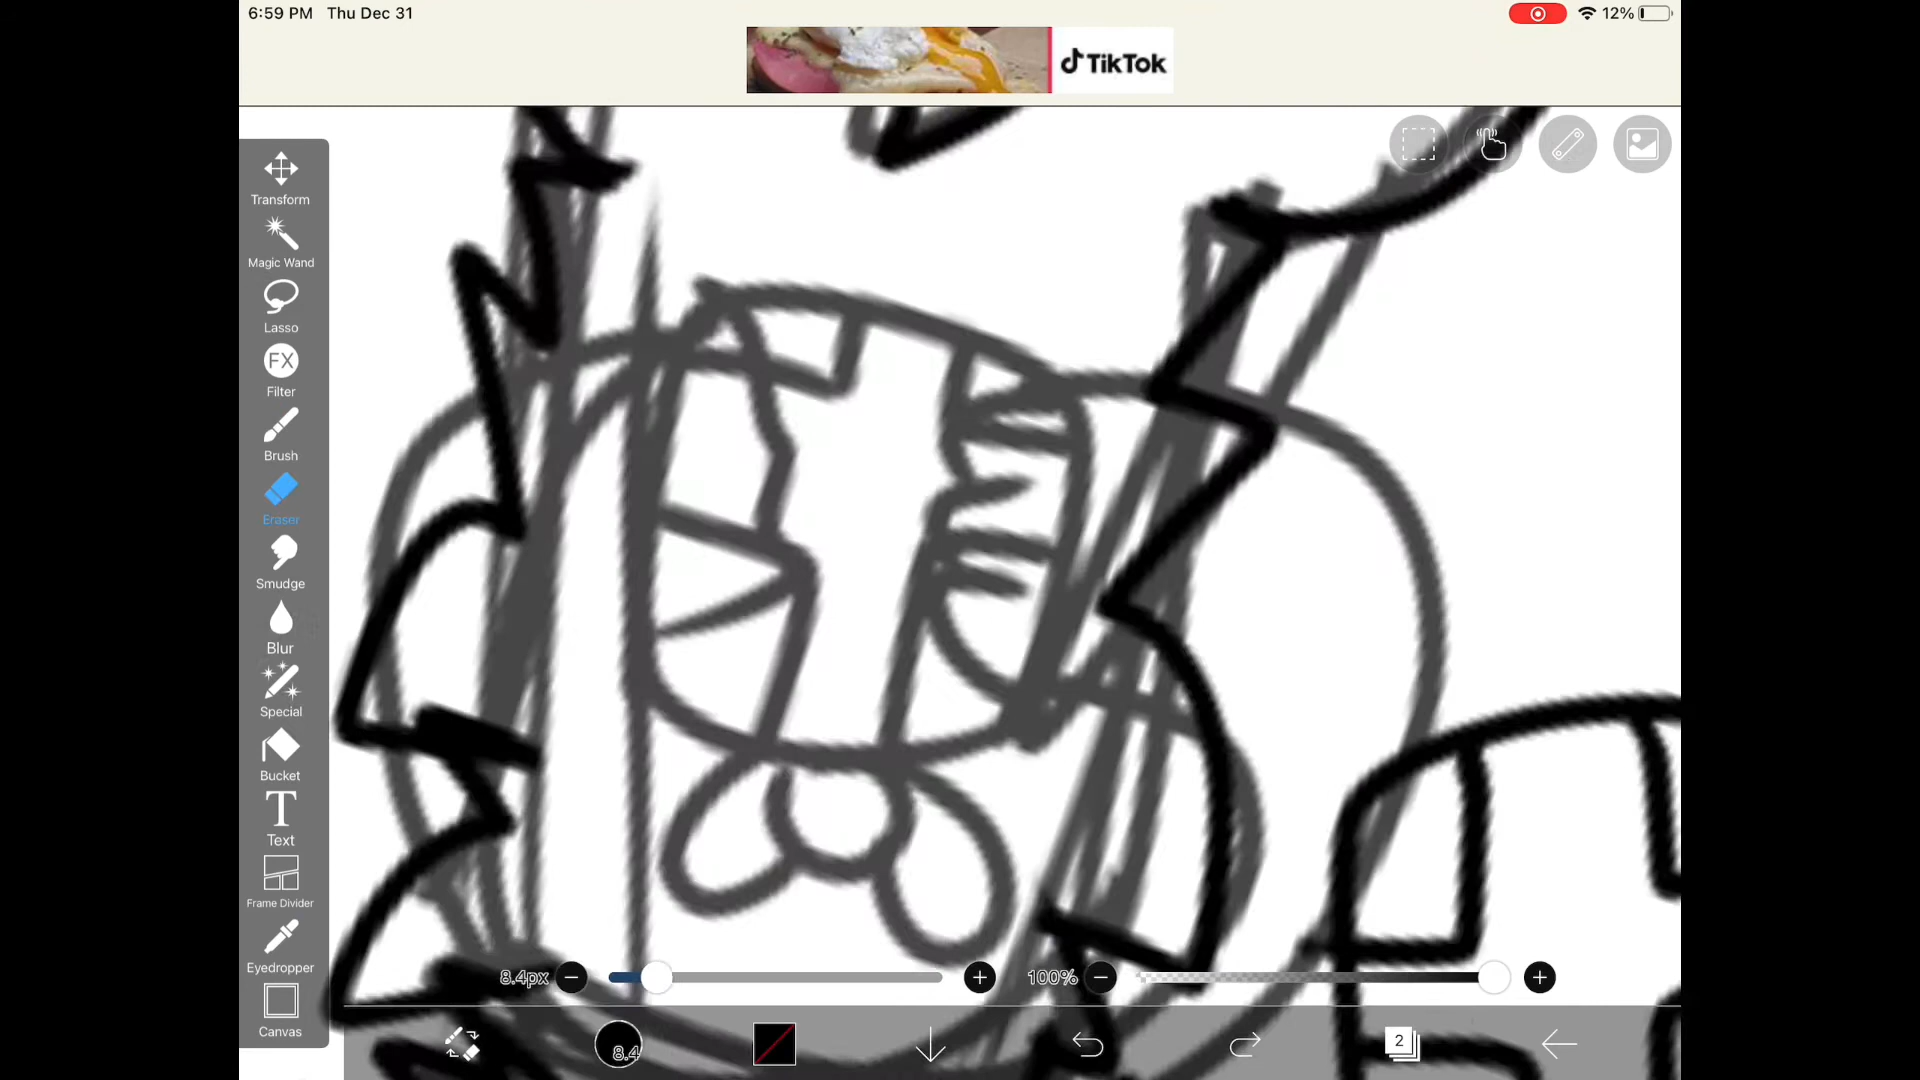 6:59 PM Thu Dec 31
12%
TikTok
Transform
Magic Wand
Lasso
FX
Filter
Brush
Eraser
Smudge
Blur
Special
Bucket
T
Text
Frame Divider
Eyedropper
Canvas
8.4px
100%
8.4
2